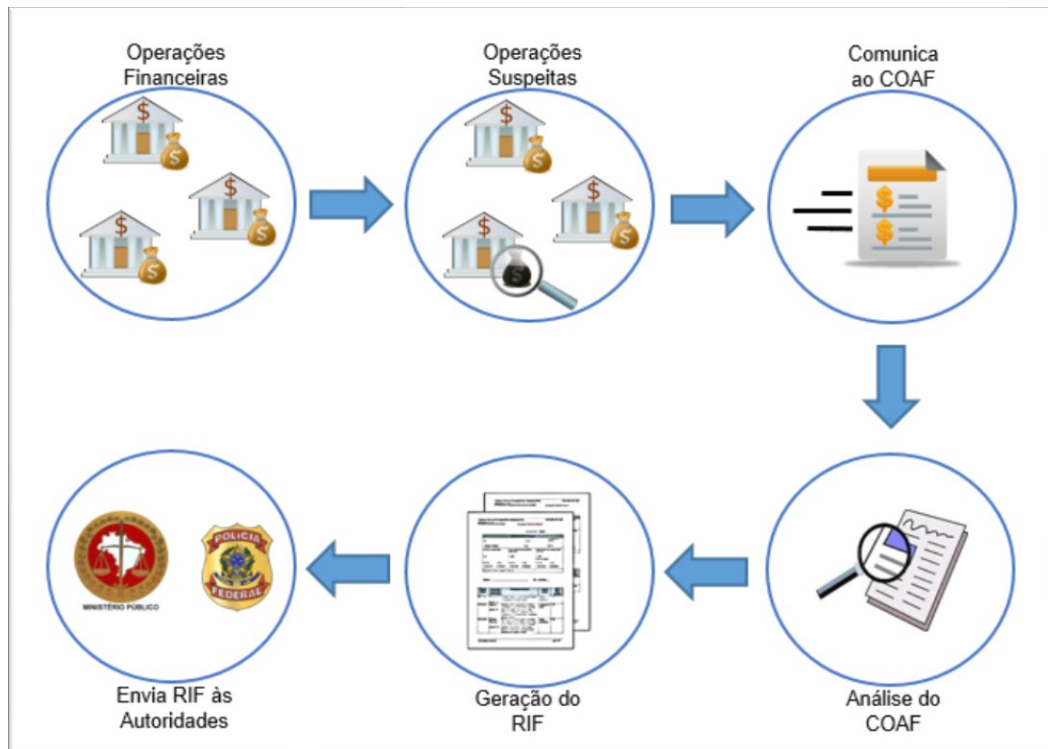 Operações
Financeiras
Operações
Suspeitas
Comunica
ao COAF
$
$
$
$
$
$
$
$
$
$
$
$
$
$
MINISTÉRIO PÚBLICO
POLÍCIA
FEDERAL
Envia RIF às
Autoridades
Geração do
RIF
Análise do
COAF